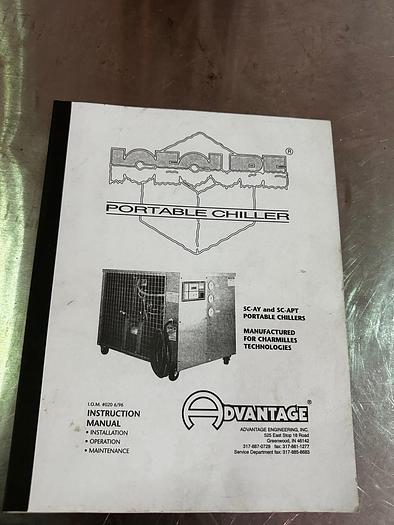 ICECUBE®
PORTABLE CHILLER
SC-AY and SC-APT
PORTABLE CHILLERS
MANUFACTURED
FOR CHARMILLES
TECHNOLOGIES
I.O.M. #020 6/96
INSTRUCTION
MANUAL
• INSTALLATION
• OPERATION
• MAINTENANCE
ADVANTAGE®
ADVANTAGE ENGINEERING, INC.
525 East Stop 18 Road
Greenwood, IN 46142
317-887-0729 fax: 317-881-1277
Service Department fax: 317-885-8683